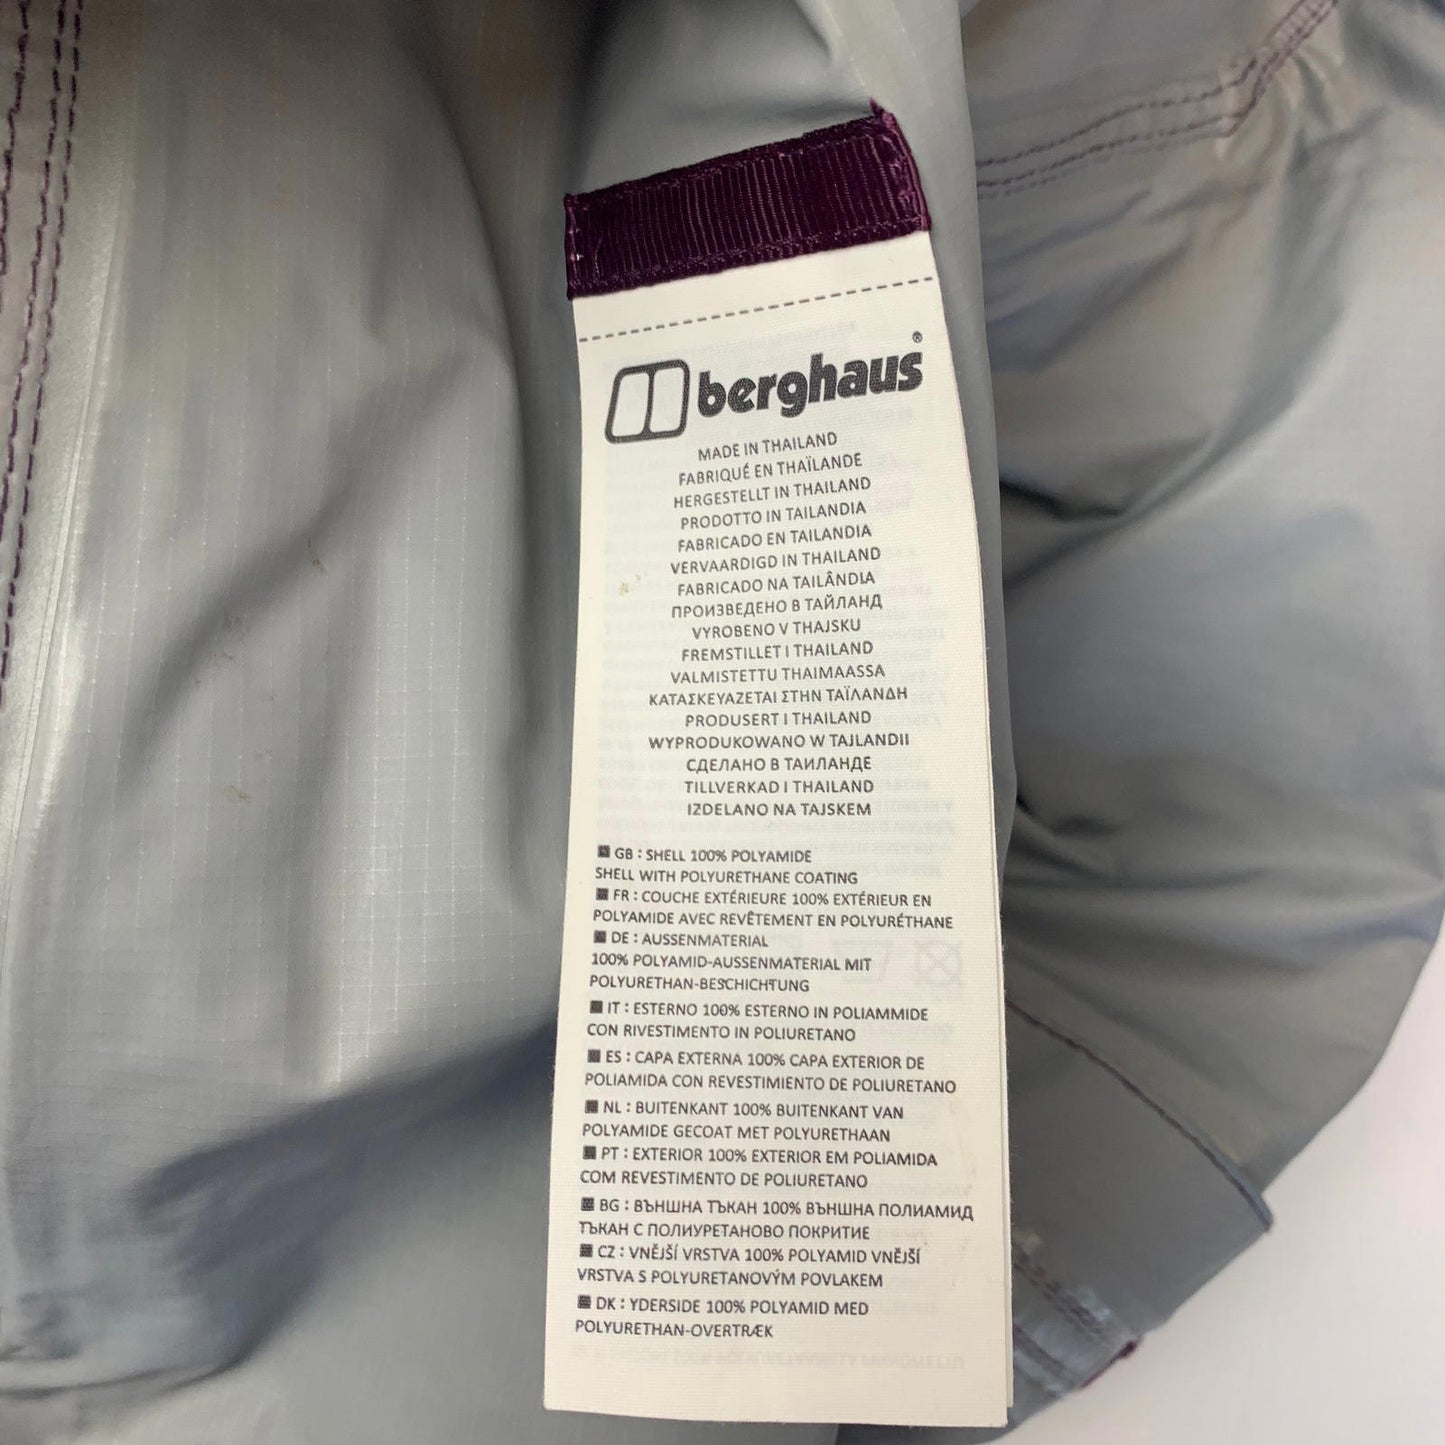 berghaus®
MADE IN THAILAND
FABRIQUÉ EN THAÏLANDE
HERGESTELLT IN THAILAND
PRODOTTO IN TAILANDIA
FABRICADO EN TAILANDIA
VERVAARDIGD IN THAILAND
FABRICADO NA TAILÂNDIA
ПРОИЗВЕДЕНО В ТАЙЛАНД
VYROBENO V THAJSKU
FREMSTILLET I THAILAND
VALMISTETTU THAIMAASSA
ΚΑΤΑΣΚΕΥΑΖΕΤΑΙ ΣΤΗΝ ΤΑΪΛΑΝΔΗ
PRODUSERT I THAILAND
WYPRODUKOWANO W TAJLANDII
СДЕЛАНО В ТАИЛАНДЕ
TILLVERKAD I THAILAND
IZDELANO NA TAJSKEM
GB : SHELL 100% POLYAMIDE
SHELL WITH POLYURETHANE COATING
FR : COUCHE EXTÉRIEURE 100% EXTÉRIEUR EN
POLYAMIDE AVEC REVÊTEMENT EN POLYURÉTHANE
DE : AUSSENMATERIAL
100% POLYAMID-AUSSENMATERIAL MIT
POLYURETHAN-BESCHICHTUNG
IT : ESTERNO 100% ESTERNO IN POLIAMMIDE
CON RIVESTIMENTO IN POLIURETANO
ES : CAPA EXTERNA 100% CAPA EXTERIOR DE
POLIAMIDA CON REVESTIMIENTO DE POLIURETANO
NL : BUITENKANT 100% BUITENKANT VAN
POLYAMIDE GECOAT MET POLYURETHAAN
PT : EXTERIOR 100% EXTERIOR EM POLIAMIDA
COM REVESTIMENTO DE POLIURETANO
BG : ВЪНШНА ТЪКАН 100% ВЪНШНА ПОЛИАМИД
ТЪКАН С ПОЛИУРЕТАНОВО ПОКРИТИЕ
CZ : VNĚJŠÍ VRSTVA 100% POLYAMID VNĚJŠÍ
VRSTVA S POLYURETANOVÝM POVLAKEM
DK : YDERSIDE 100% POLYAMID MED
POLYURETHAN-OVERTRÆK